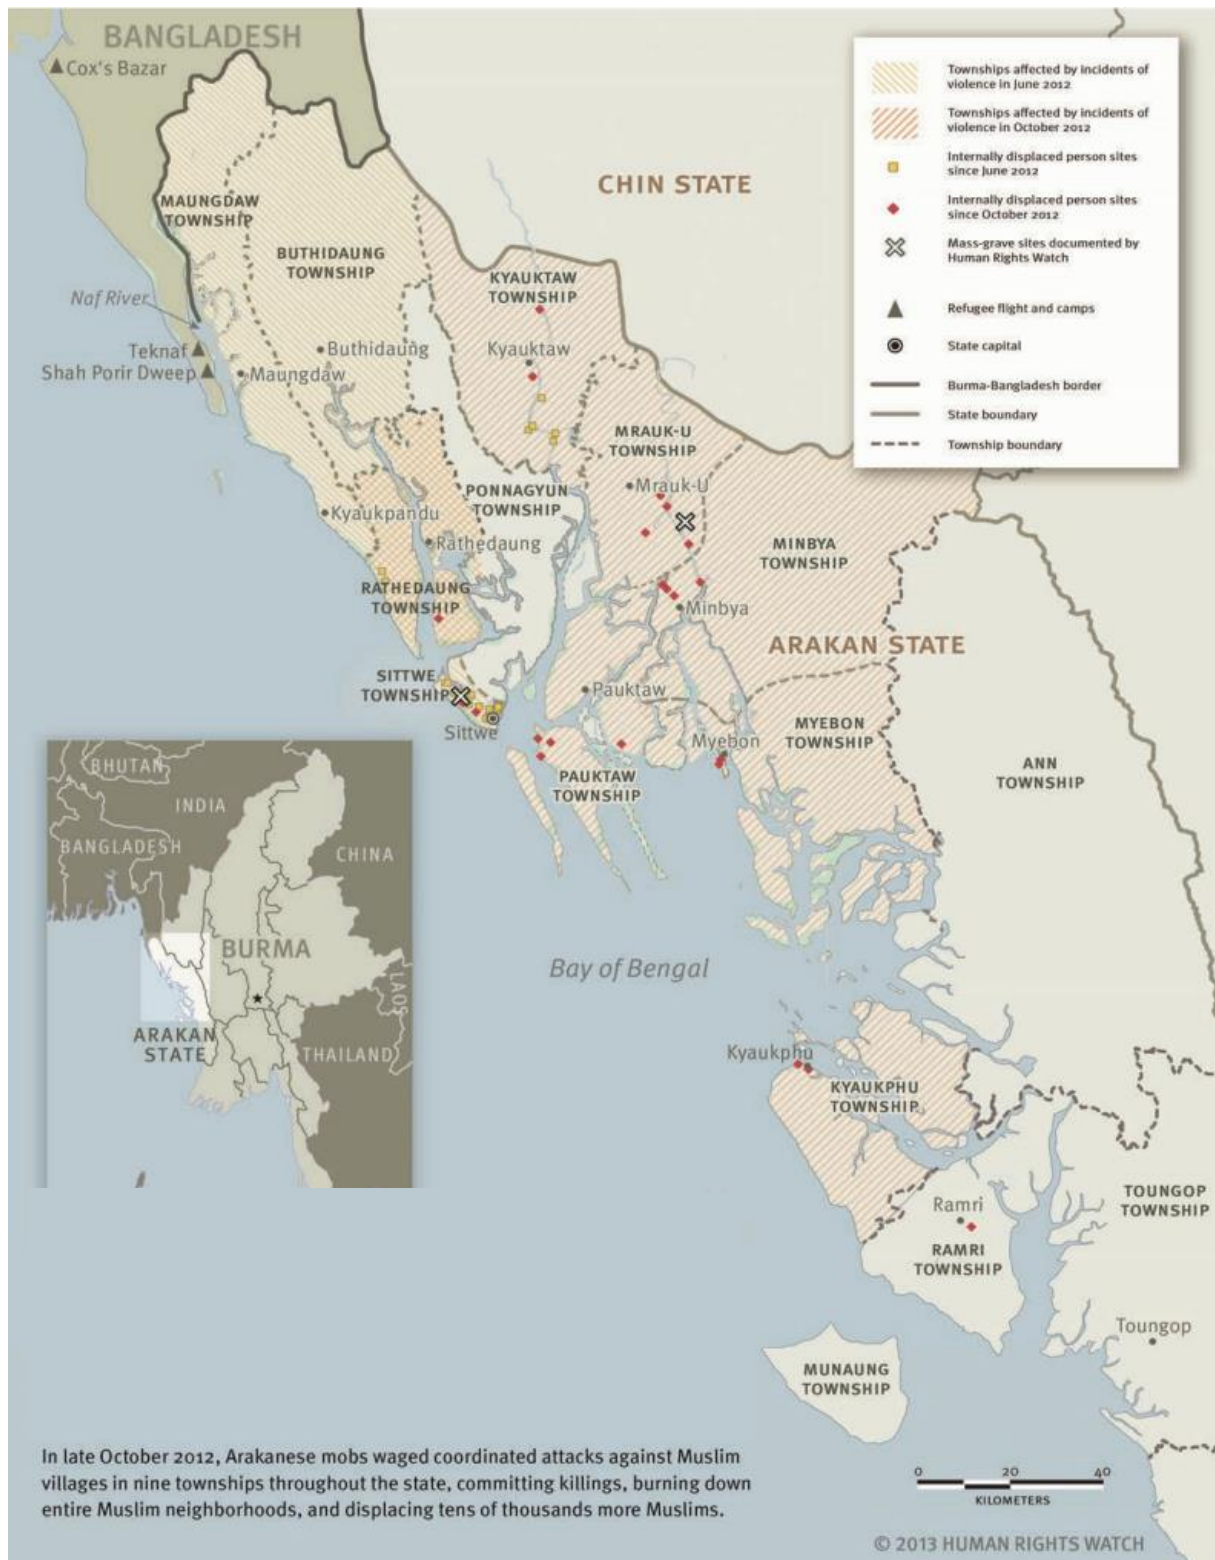 BANGLADESH
Cox's Bazar
Townships affected by incidents of
violence in June 2012
Townships affected by incidents of
violence in October 2012
Internally displaced person sites
since June 2012
Internally displaced person sites
since October 2012
Mass-grave sites documented by
Human Rights Watch
Refugee flight and camps
State capital
Burma-Bangladesh border
State boundary
Township boundary
CHIN STATE
MAUNGDAW
TOWNSHIP
BUTHIDAUNG
TOWNSHIP
KYAUKTAW
TOWNSHIP
Naf River
Teknaf
Shah Porir Dweep
Buthidaung
Maungdaw
Kyauktaw
MRAUK-U
TOWNSHIP
Mrauk-U
PONNAGYUN
TOWNSHIP
Kyaukpandu
Rathedaung
MINBYA
TOWNSHIP
RATHEDAUNG
TOWNSHIP
Minbya
ARAKAN STATE
SITTWE
TOWNSHIP
Sittwe
Pauktaw
Myebon
MYEBON
TOWNSHIP
PAUKTAW
TOWNSHIP
ANN
TOWNSHIP
BHUTAN
INDIA
BANGLADESH
CHINA
BURMA
LAOS
ARAKAN
STATE
THAILAND
Bay of Bengal
Kyaukphu
KYAUKPHU
TOWNSHIP
Ramri
RAMRI
TOWNSHIP
TOUNGOP
TOWNSHIP
Toungop
MUNAUNG
TOWNSHIP
In late October 2012, Arakanese mobs waged coordinated attacks against Muslim
villages in nine townships throughout the state, committing killings, burning down
entire Muslim neighborhoods, and displacing tens of thousands more Muslims.
0 20 40
KILOMETERS
© 2013 HUMAN RIGHTS WATCH